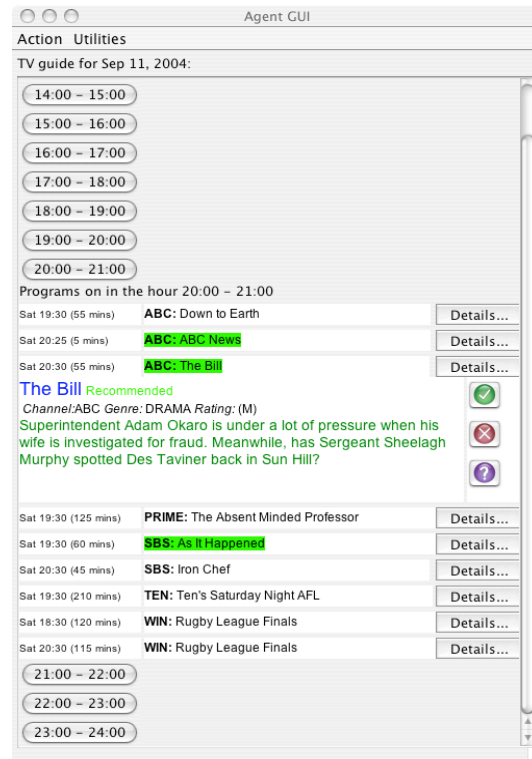 Agent GUI
Action Utilities
TV guide for Sep 11, 2004:
14:00 – 15:00
15:00 – 16:00
16:00 – 17:00
17:00 – 18:00
18:00 – 19:00
19:00 – 20:00
20:00 – 21:00
Programs on in the hour 20:00 – 21:00
Sat 19:30 (55 mins) ABC: Down to Earth Details...
Sat 20:25 (5 mins) ABC: ABC News Details...
Sat 20:30 (55 mins) ABC: The Bill Details...
The Bill Recommended
Channel:ABC Genre: DRAMA Rating: (M)
Superintendent Adam Okaro is under a lot of pressure when his
wife is investigated for fraud. Meanwhile, has Sergeant Sheelagh
Murphy spotted Des Taviner back in Sun Hill?
?
Sat 19:30 (125 mins) PRIME: The Absent Minded Professor Details...
Sat 19:30 (60 mins) SBS: As It Happened Details...
Sat 20:30 (45 mins) SBS: Iron Chef Details...
Sat 19:30 (210 mins) TEN: Ten's Saturday Night AFL Details...
Sat 18:30 (120 mins) WIN: Rugby League Finals Details...
Sat 20:30 (115 mins) WIN: Rugby League Finals Details...
21:00 – 22:00
22:00 – 23:00
23:00 – 24:00